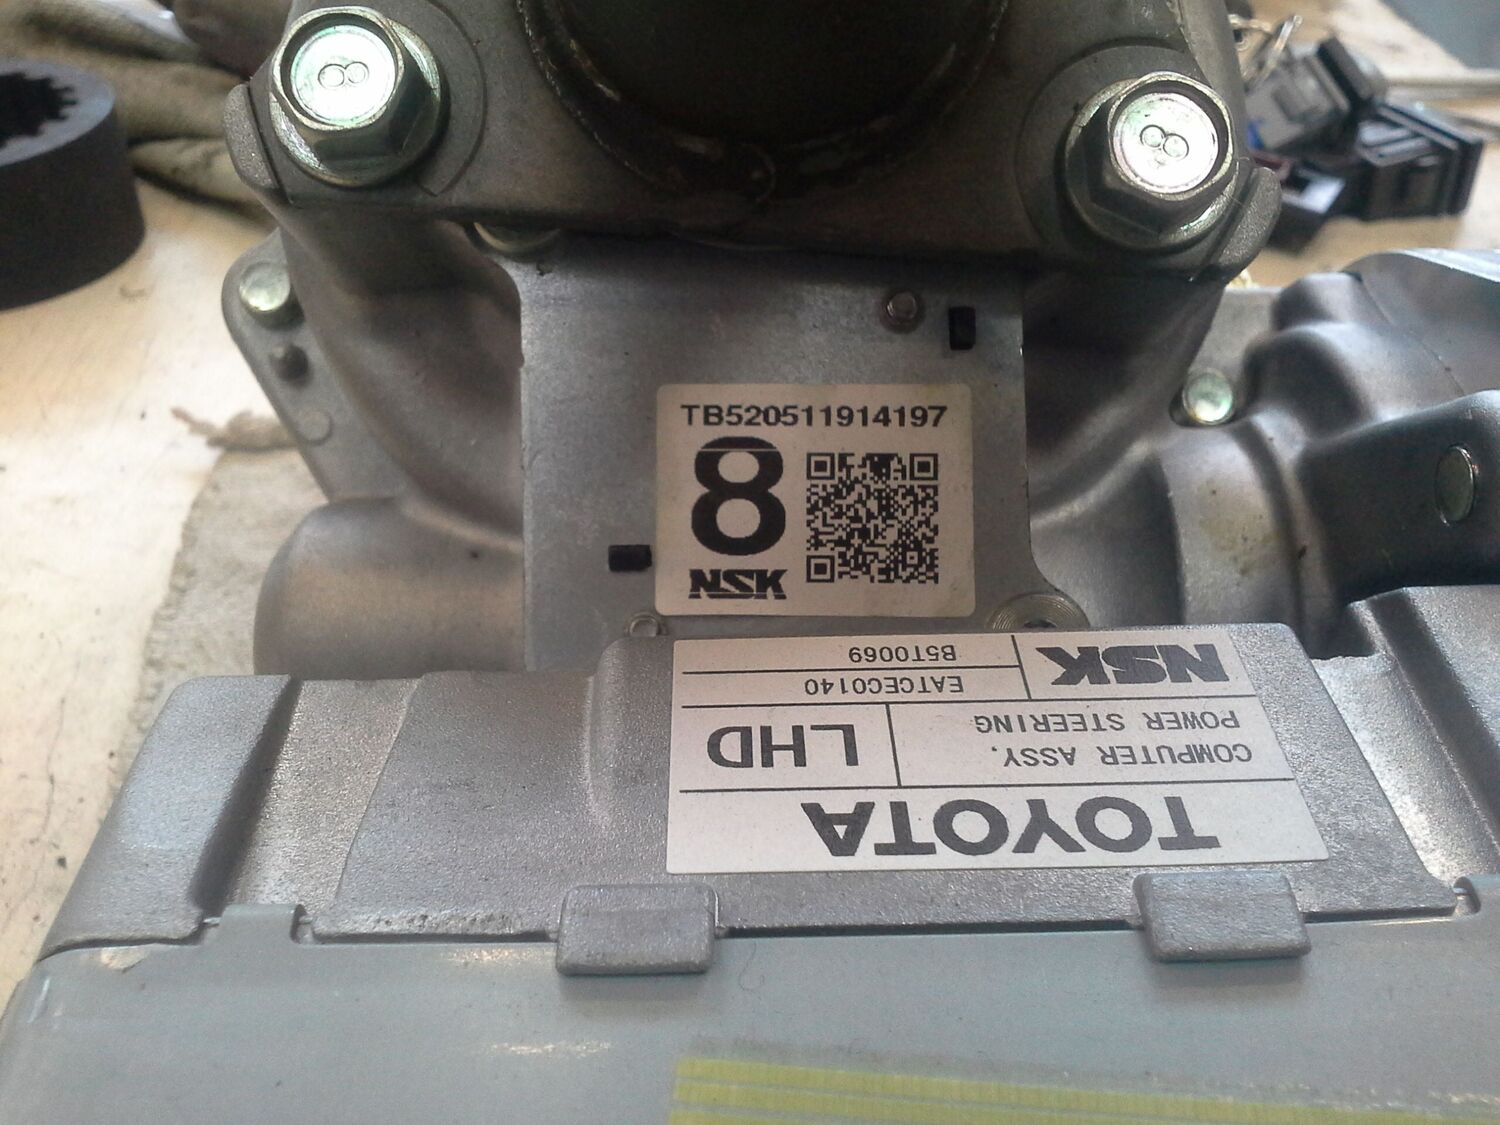 8
8
TB520511914197
8
NSK
TOYOTA
COMPUTER ASSY,
POWER STEERING
LHD
EATCEC0140
B5T0069
NSK